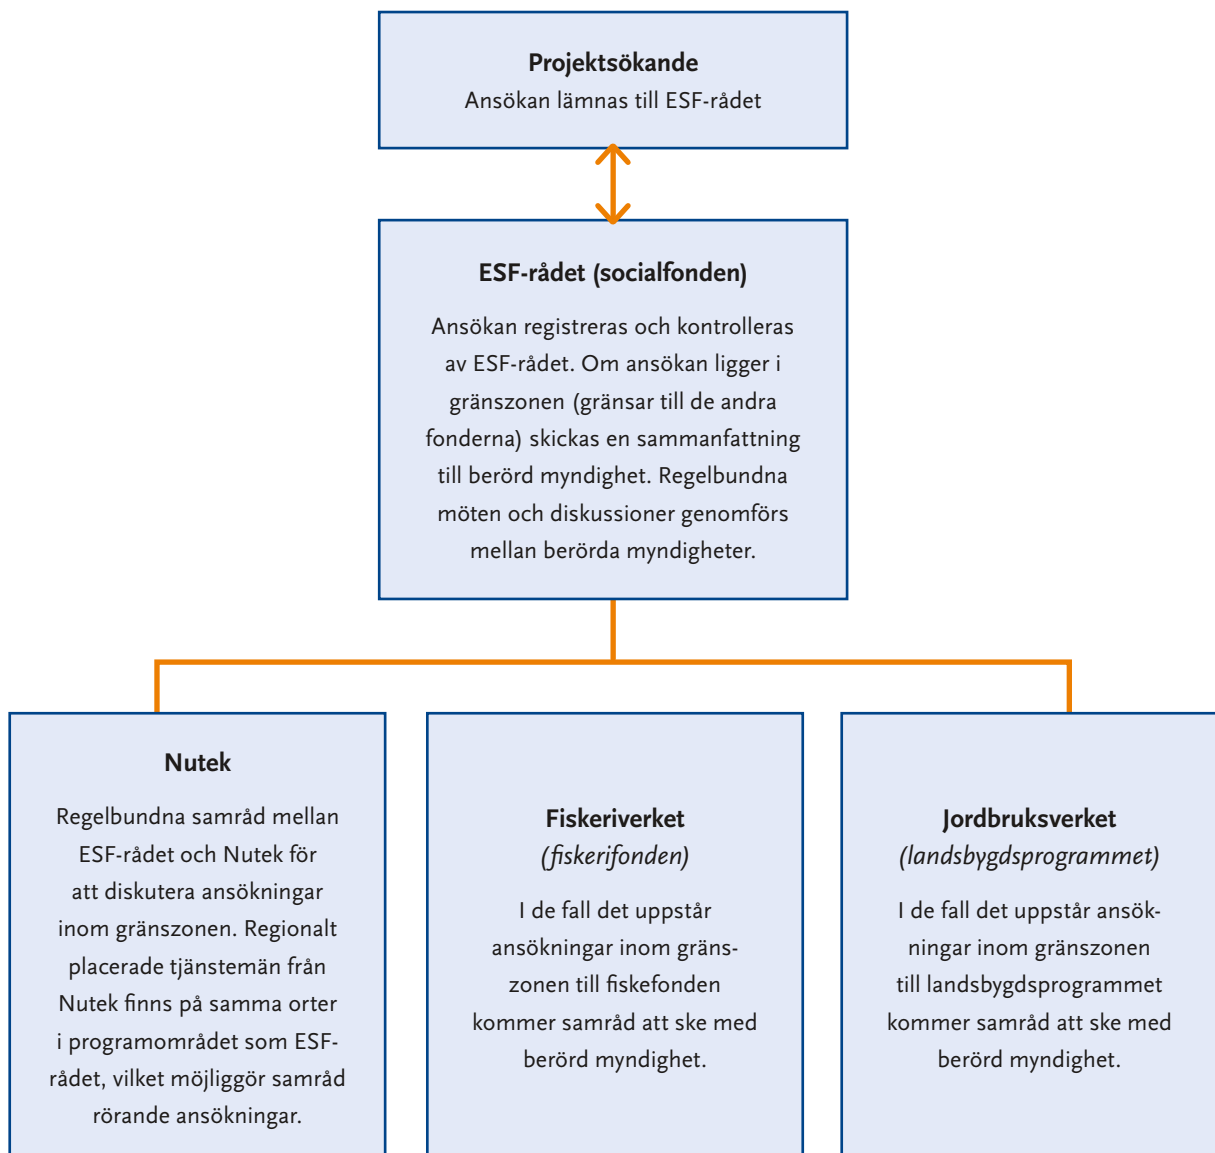 Projektsökande
Ansökan lämnas till ESF-rådet
ESF-rådet (socialfonden)
Ansökan registreras och kontrolleras
av ESF-rådet. Om ansökan ligger i
gränszonen (gränsar till de andra
fonderna) skickas en sammanfattning
till berörd myndighet. Regelbundna
möten och diskussioner genomförs
mellan berörda myndigheter.
Nutek
Regelbundna samråd mellan
ESF-rådet och Nutek för
att diskutera ansökningar
inom gränszonen. Regionalt
placerade tjänstemän från
Nutek finns på samma orter
i programområdet som ESF-
rådet, vilket möjliggör samråd
rörande ansökningar.
Fiskeriverket
(fiskerifonden)
I de fall det uppstår
ansökningar inom gräns-
zonen till fiskefonden
kommer samråd att ske med
berörd myndighet.
Jordbruksverket
(landsbygdsprogrammet)
I de fall det uppstår ansök-
ningar inom gränszonen
till landsbygdsprogrammet
kommer samråd att ske med
berörd myndighet.